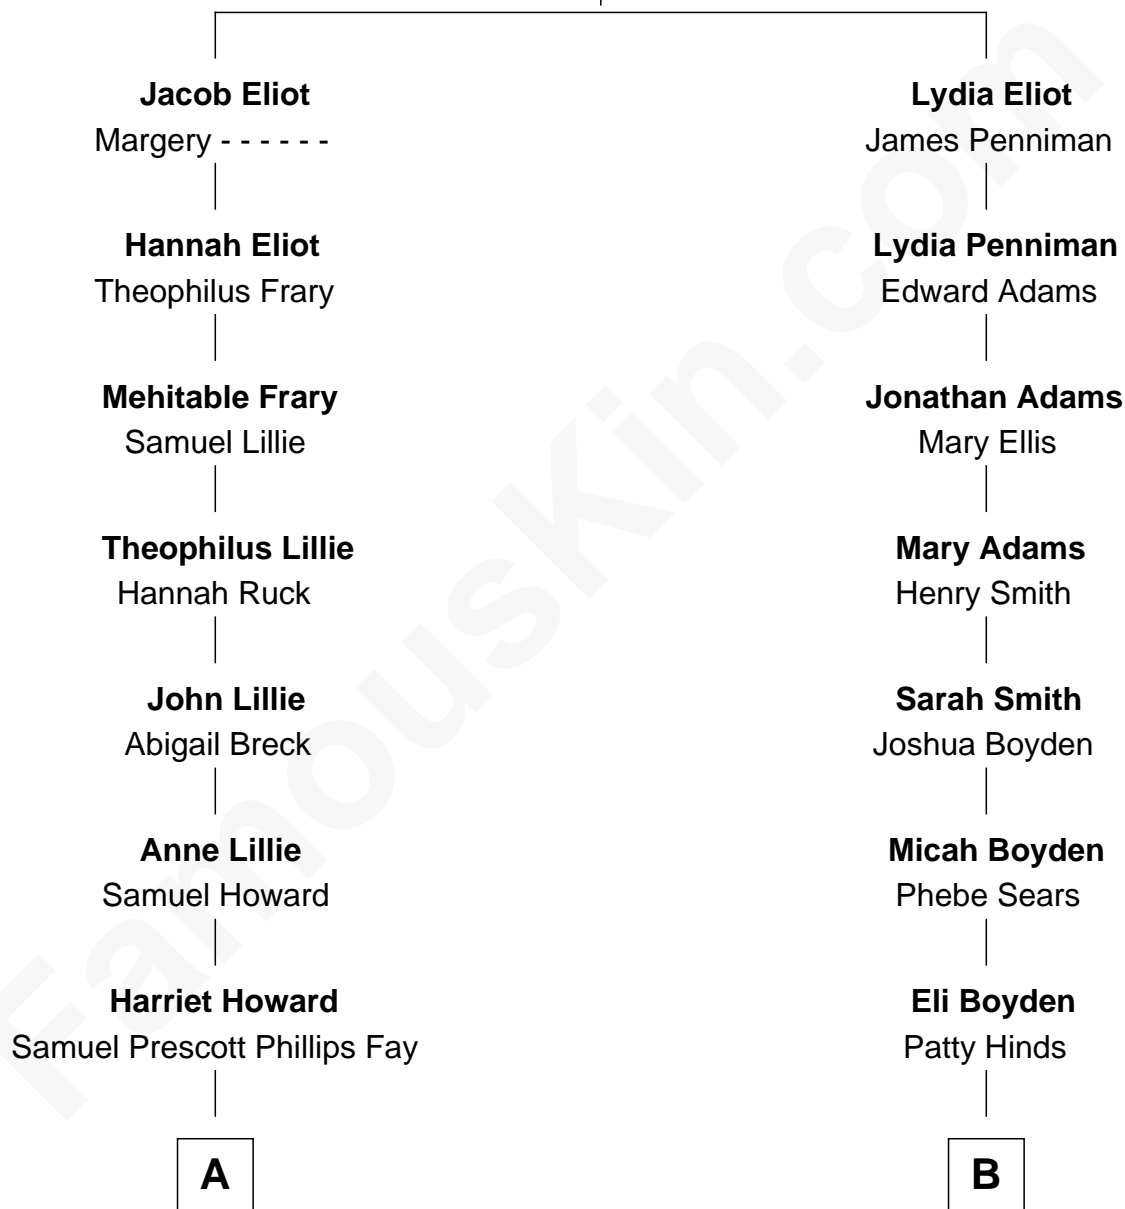 Jacob Eliot
Margery - - - - - -
Lydia Eliot
James Penniman
Hannah Eliot
Theophilus Frary
Lydia Penniman
Edward Adams
Mehitable Frary
Samuel Lillie
Jonathan Adams
Mary Ellis
Theophilus Lillie
Hannah Ruck
Mary Adams
Henry Smith
John Lillie
Abigail Breck
Sarah Smith
Joshua Boyden
Anne Lillie
Samuel Howard
Micah Boyden
Phebe Sears
Harriet Howard
Samuel Prescott Phillips Fay
Eli Boyden
Patty Hinds
A
B
FamousKin.com